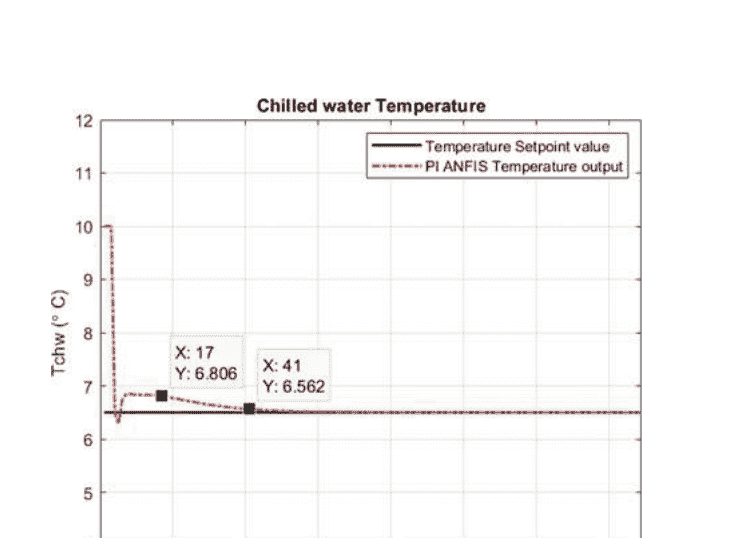 Chilled water Temperature
12
Temperature Setpoint value
PI ANFIS Temperature output
11
10
9
8
Tchw (° C)
X: 17
Y: 6.806
X: 41
Y: 6.562
7
6
5